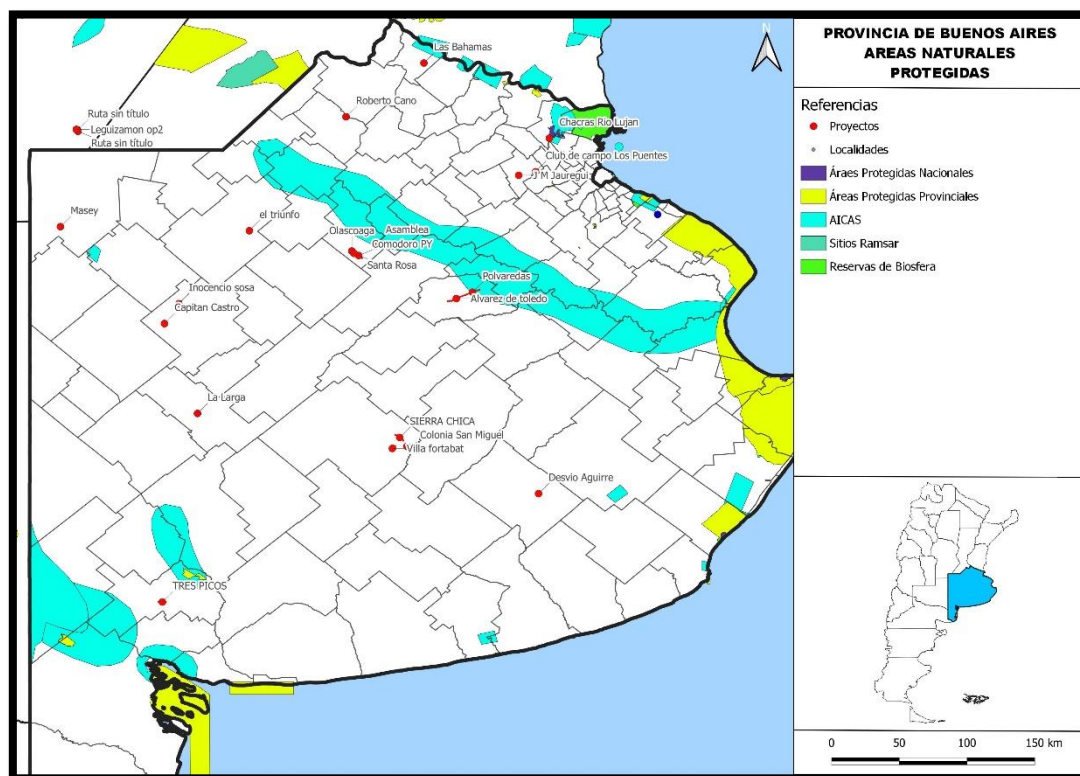 PROVINCIA DE BUENOS AIRES
AREAS NATURALES
PROTEGIDAS
N
Referencias
Proyectos
Localidades
Áraes Protegidas Nacionales
Áreas Protegidas Provinciales
AICAS
Sitios Ramsar
Reservas de Biosfera
Las Bahamas
Roberto Cano
Ruta sin título
Leguizamon op2
Ruta sin título
Chacras Rio Lujan
Club de campo Los Puentes
J M Jauregui
Masey
el triunfo
Olascoaga
Asamblea
Comodoro PY
Santa Rosa
Polvaredas
Alvarez de toledo
Inocencio sosa
Capitan Castro
La Larga
SIERRA CHICA
Colonia San Miguel
Villa fortabat
Desvio Aguirre
TRES PICOS
0 50 100 150 km